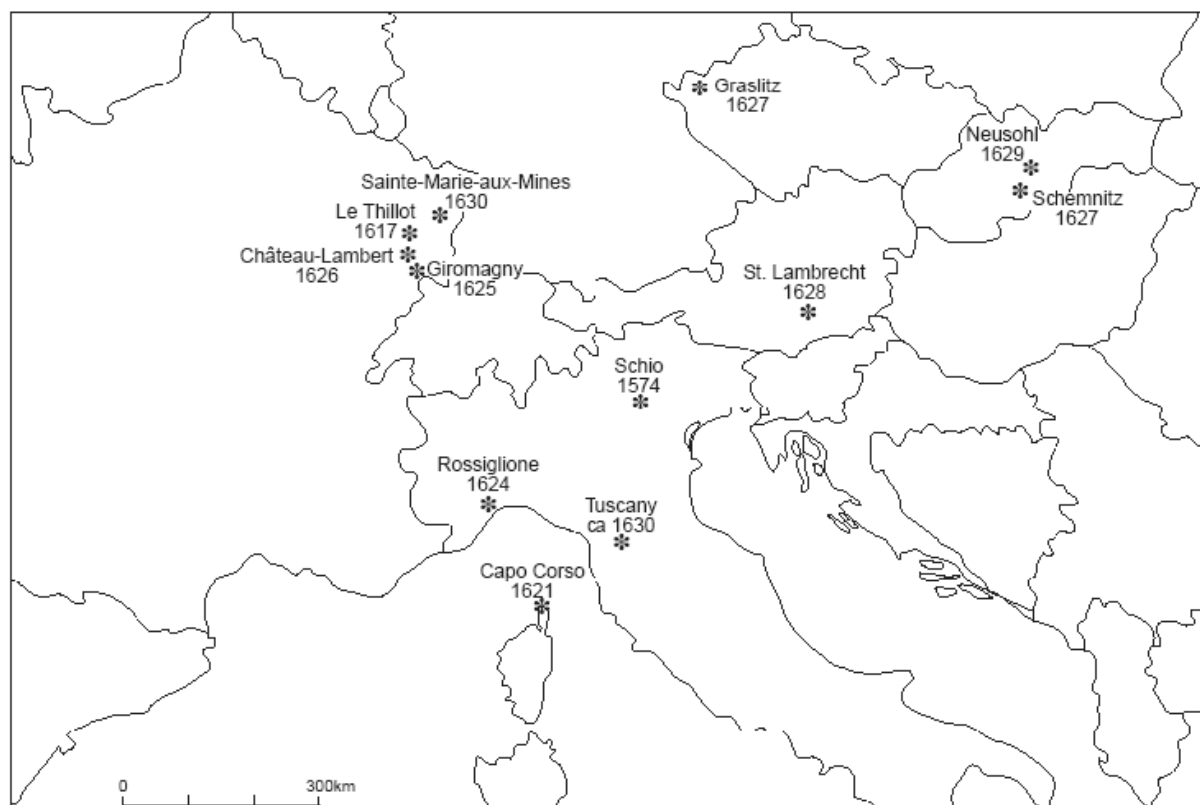 Graslitz
1627
Neusohl
1629
Schemnitz
1627
Sainte-Marie-aux-Mines
1630
Le Thillot
1617
Château-Lambert
1626
Giromagny
1625
St. Lambrecht
1628
Schio
1574
Rossiglione
1624
Tuscany
ca 1630
Capo Corso
1621
0 300km